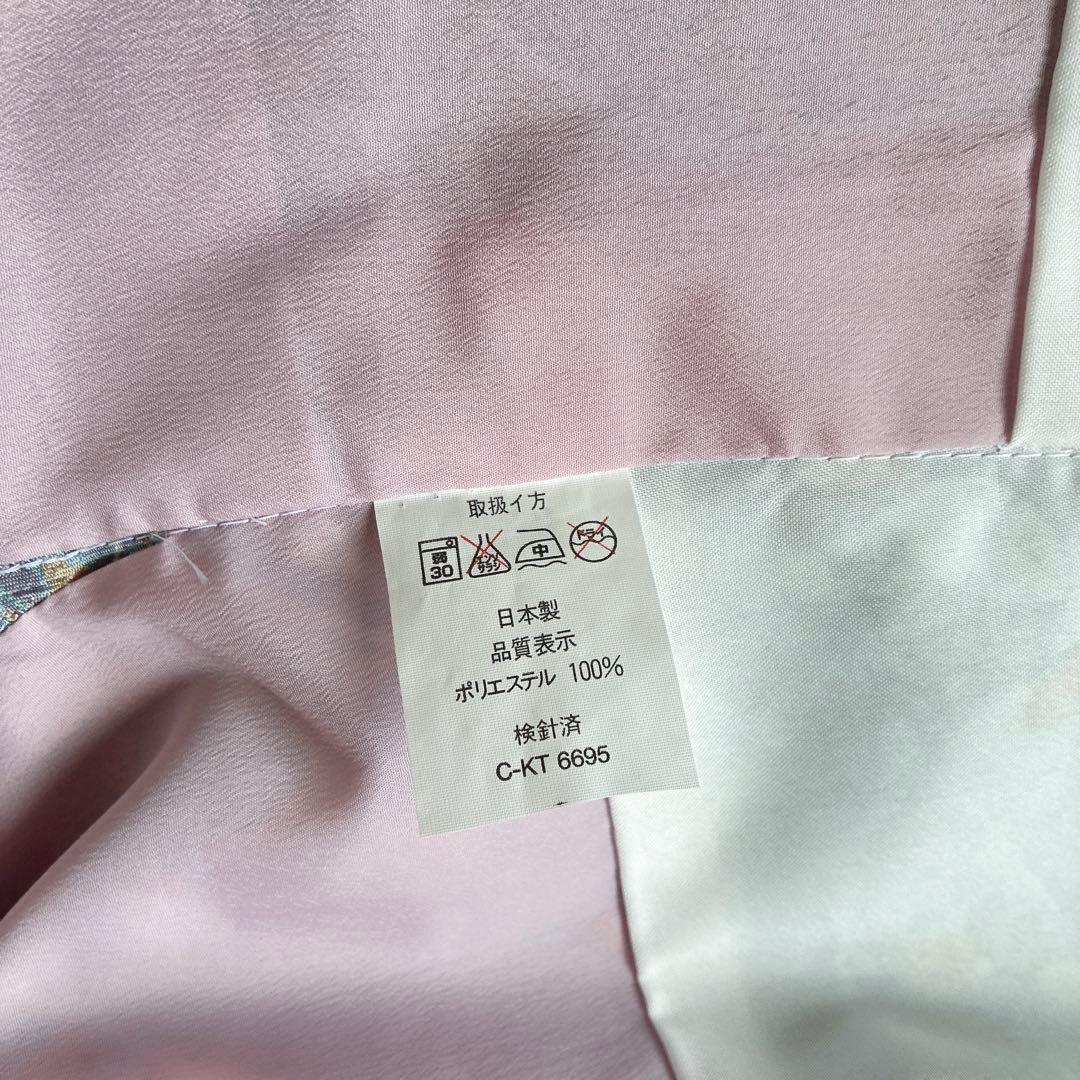 取扱イ方
弱 30 エンソサラシ 中 ドライ
日本製
品質表示
ポリエステル 100%
検針済
C-KT 6695